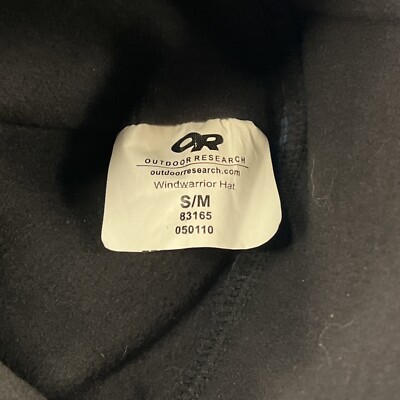 OR
OUTDOOR RESEARCH
outdoorresearch.com
Windwarrior Hat
S/M
83165
050110